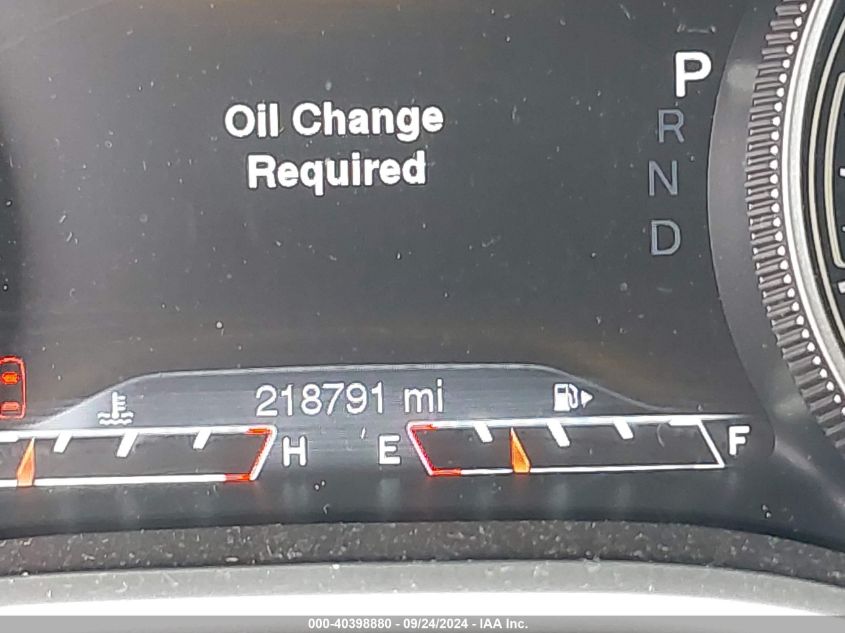 P
Oil Change
R
Required
N
D
218791 mi
H
E
F
000-40398880 - 09/24/2024 - IAA Inc.